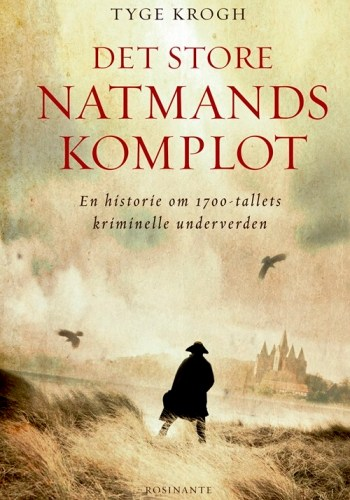 TYGE KROGH
DET STORE
NATMANDS
KOMPLOT
En historie om 1700-tallets
kriminelle underverden
ROSINANTE